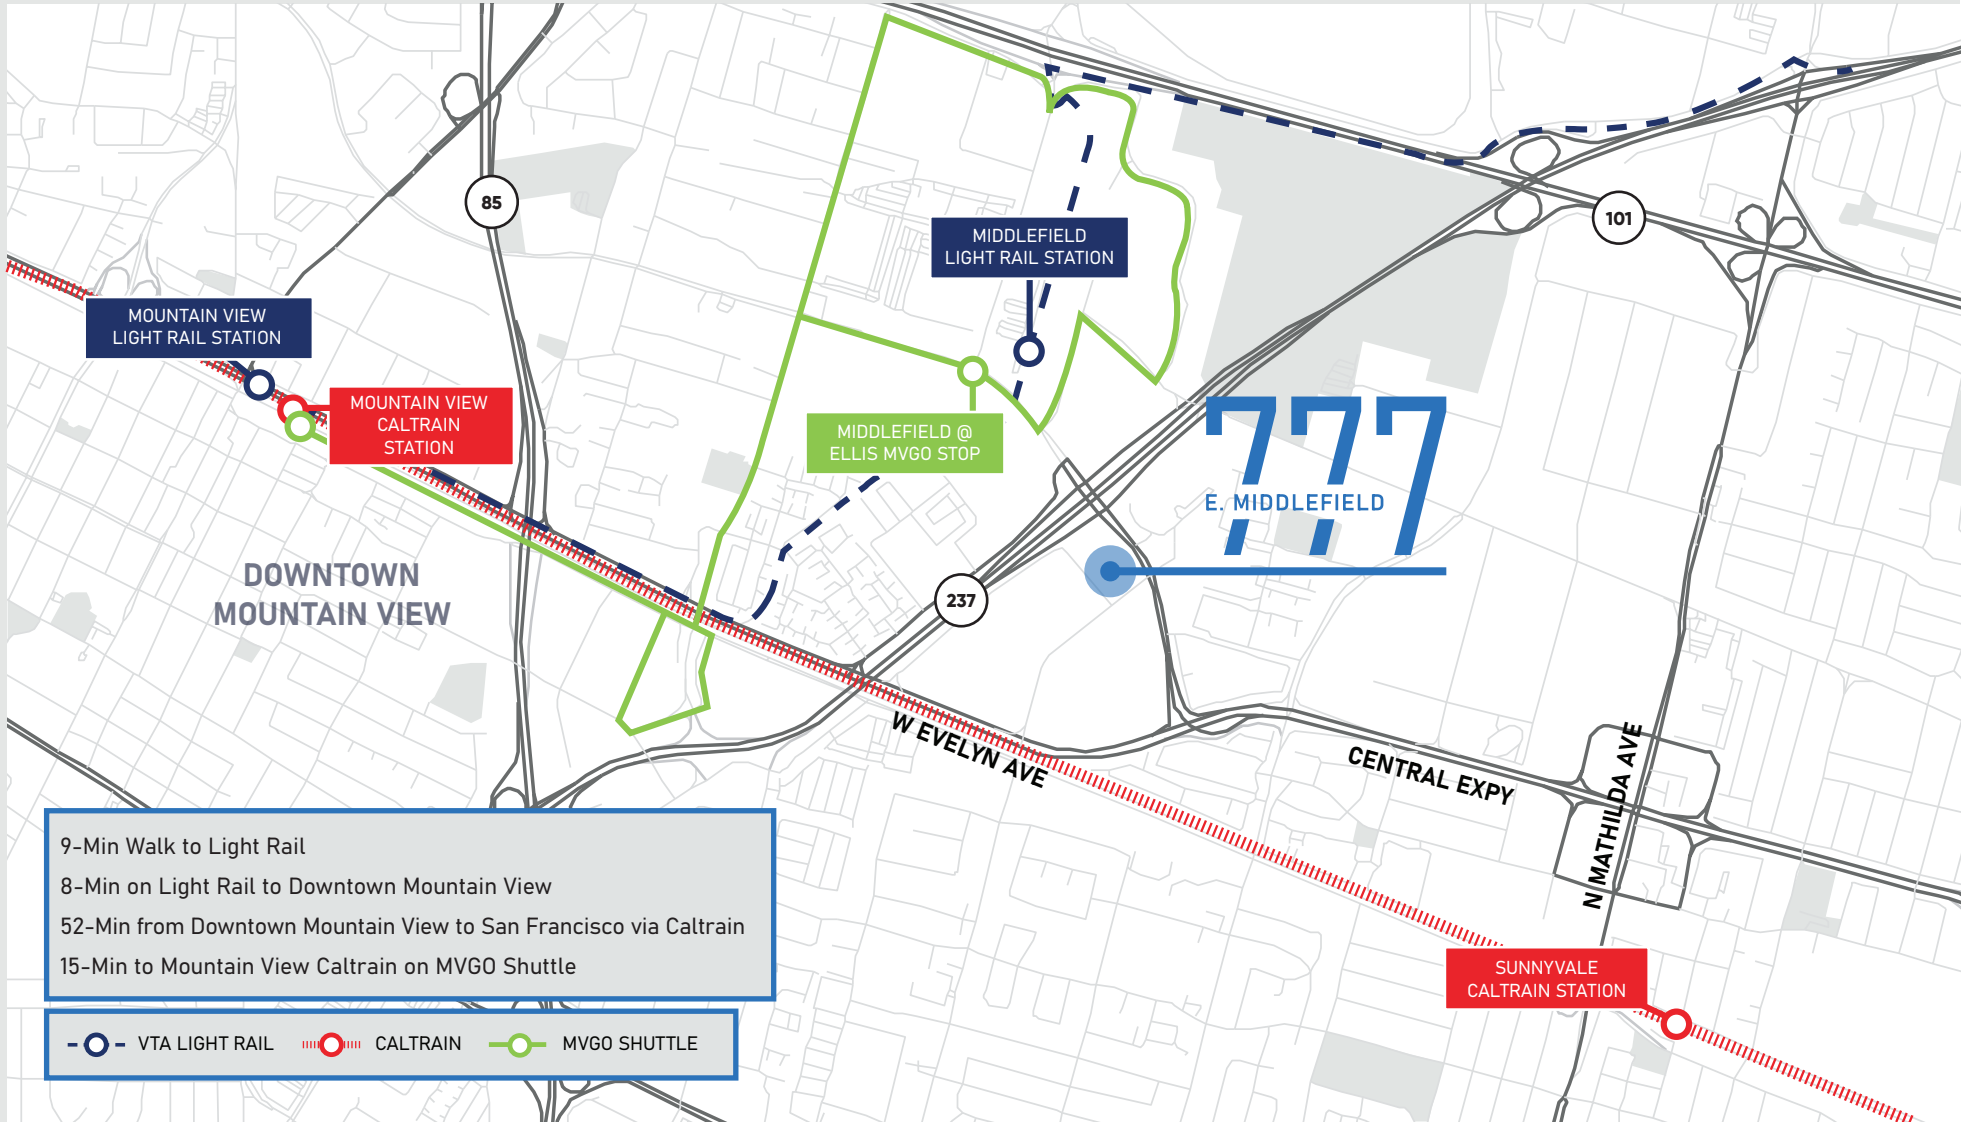 85
101
MIDDLEFIELD
LIGHT RAIL STATION
MOUNTAIN VIEW
LIGHT RAIL STATION
MOUNTAIN VIEW
CALTRAIN
STATION
MIDDLEFIELD @
ELLIS MVGO STOP
777
E. MIDDLEFIELD
237
DOWNTOWN
MOUNTAIN VIEW
W EVELYN AVE
CENTRAL EXPY
N MATHILDA AVE
SUNNYVALE
CALTRAIN STATION
9-Min Walk to Light Rail
8-Min on Light Rail to Downtown Mountain View
52-Min from Downtown Mountain View to San Francisco via Caltrain
15-Min to Mountain View Caltrain on MVGO Shuttle
VTA LIGHT RAIL
CALTRAIN
MVGO SHUTTLE